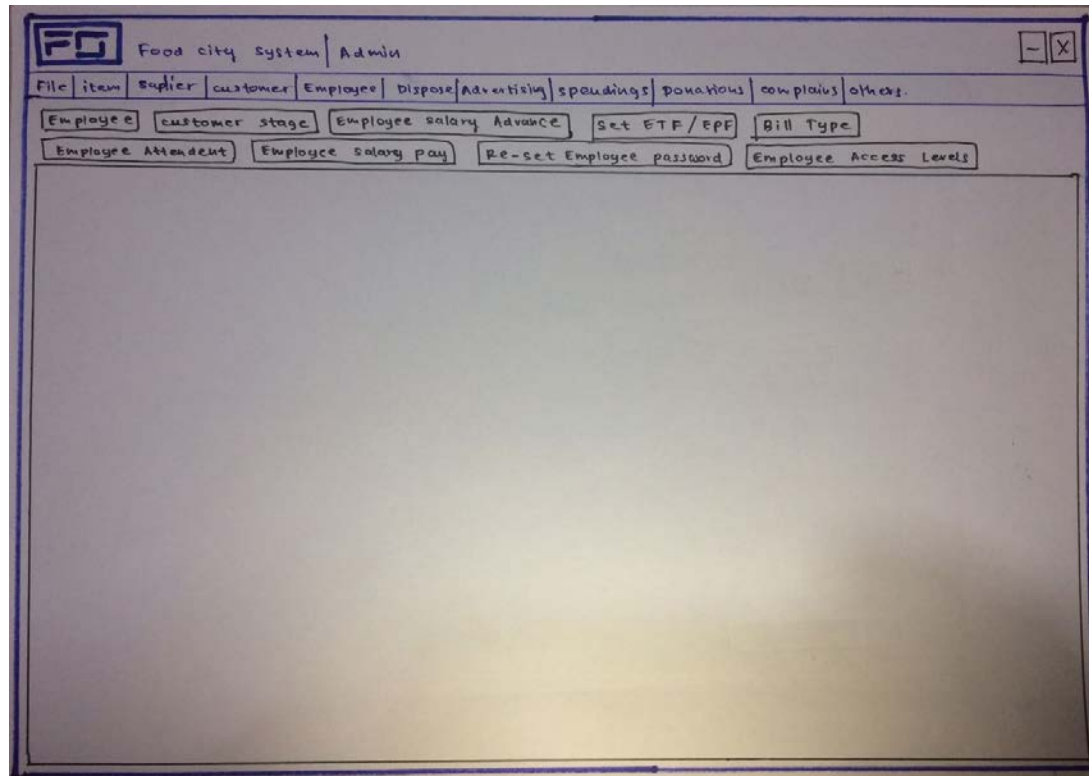 FO Food city system | Admin - X
File | item | suplier | customer | Employee | Dispose | Advertising | spendings | Donations | complains | others.
Employee customer stage Employee salary Advance Set ETF/EPF Bill Type
Employee Attendent Employee salary pay Re-set Employee password Employee Access Levels